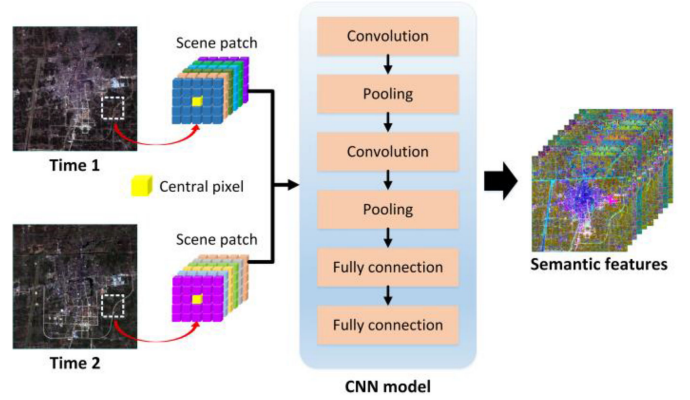 Scene patch
Time 1
Central pixel
Scene patch
Time 2
Convolution
Pooling
Convolution
Pooling
Fully connection
Fully connection
CNN model
Semantic features